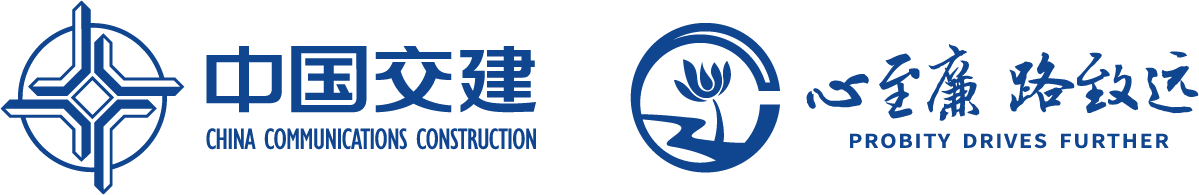 中国交建
CHINA COMMUNICATIONS CONSTRUCTION
心至廉 路致远
PROBITY DRIVES FURTHER